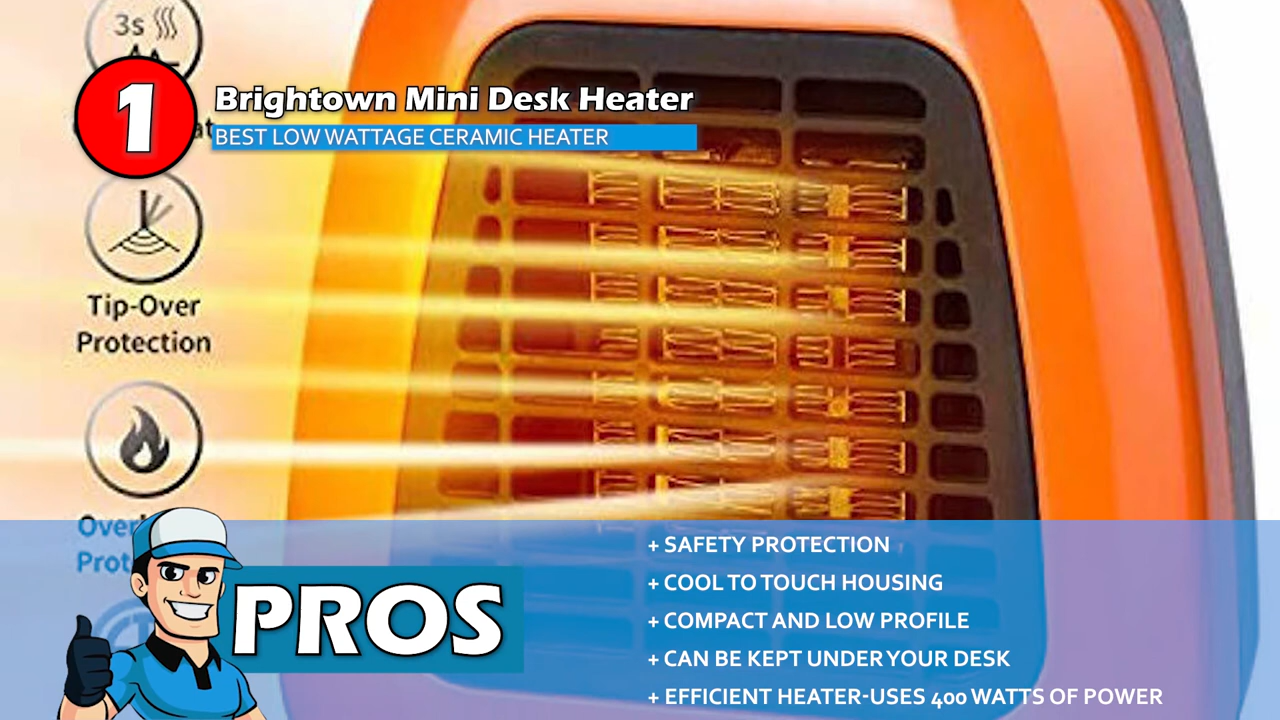 3s
1
Brightown Mini Desk Heater
BEST LOW WATTAGE CERAMIC HEATER
Tip-Over
Protection
PROS
+ SAFETY PROTECTION
+ COOL TO TOUCH HOUSING
+ COMPACT AND LOW PROFILE
+ CAN BE KEPT UNDER YOUR DESK
+ EFFICIENT HEATER-USES 400 WATTS OF POWER